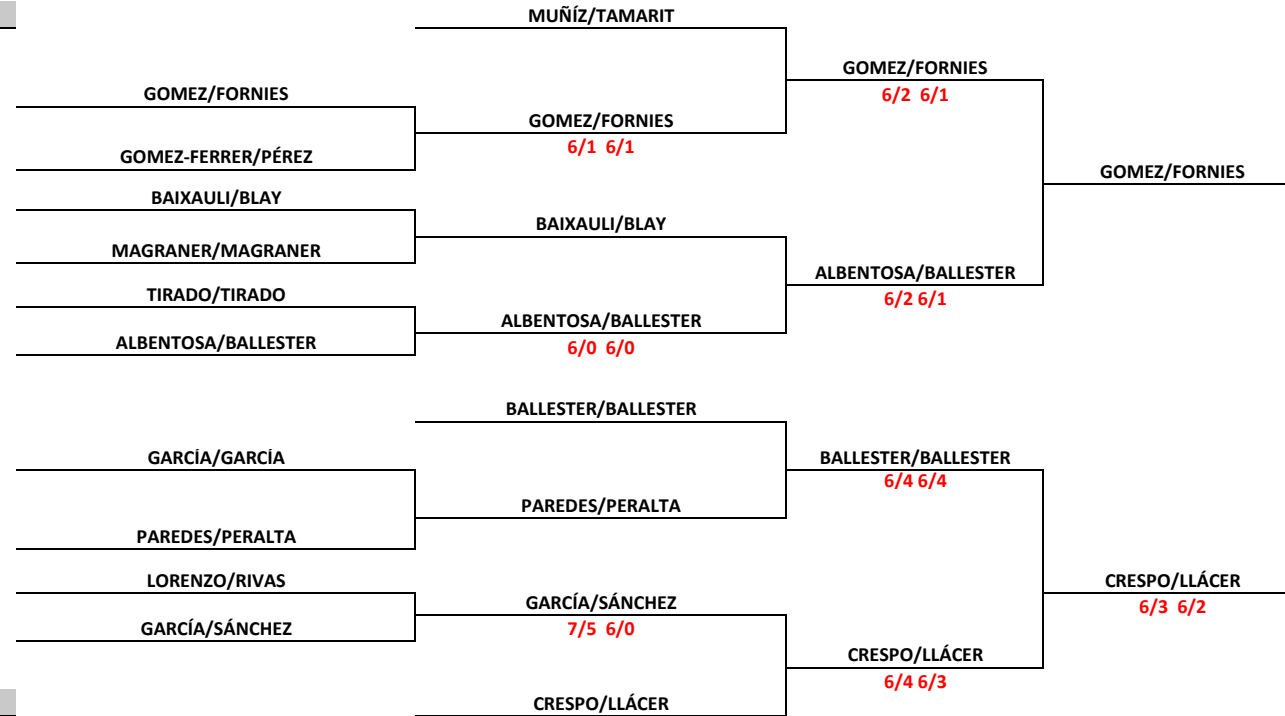 MUÑÍZ/TAMARIT
GOMEZ/FORNIES
6/2 6/1
GOMEZ/FORNIES
GOMEZ/FORNIES
6/1 6/1
GOMEZ-FERRER/PÉREZ
GOMEZ/FORNIES
BAIXAULI/BLAY
BAIXAULI/BLAY
MAGRANER/MAGRANER
ALBENTOSA/BALLESTER
6/2 6/1
TIRADO/TIRADO
ALBENTOSA/BALLESTER
6/0 6/0
ALBENTOSA/BALLESTER
BALLESTER/BALLESTER
GARCÍA/GARCÍA
BALLESTER/BALLESTER
6/4 6/4
PAREDES/PERALTA
PAREDES/PERALTA
LORENZO/RIVAS
CRESPO/LLÁCER
6/3 6/2
GARCÍA/SÁNCHEZ
7/5 6/0
GARCÍA/SÁNCHEZ
CRESPO/LLÁCER
6/4 6/3
CRESPO/LLÁCER